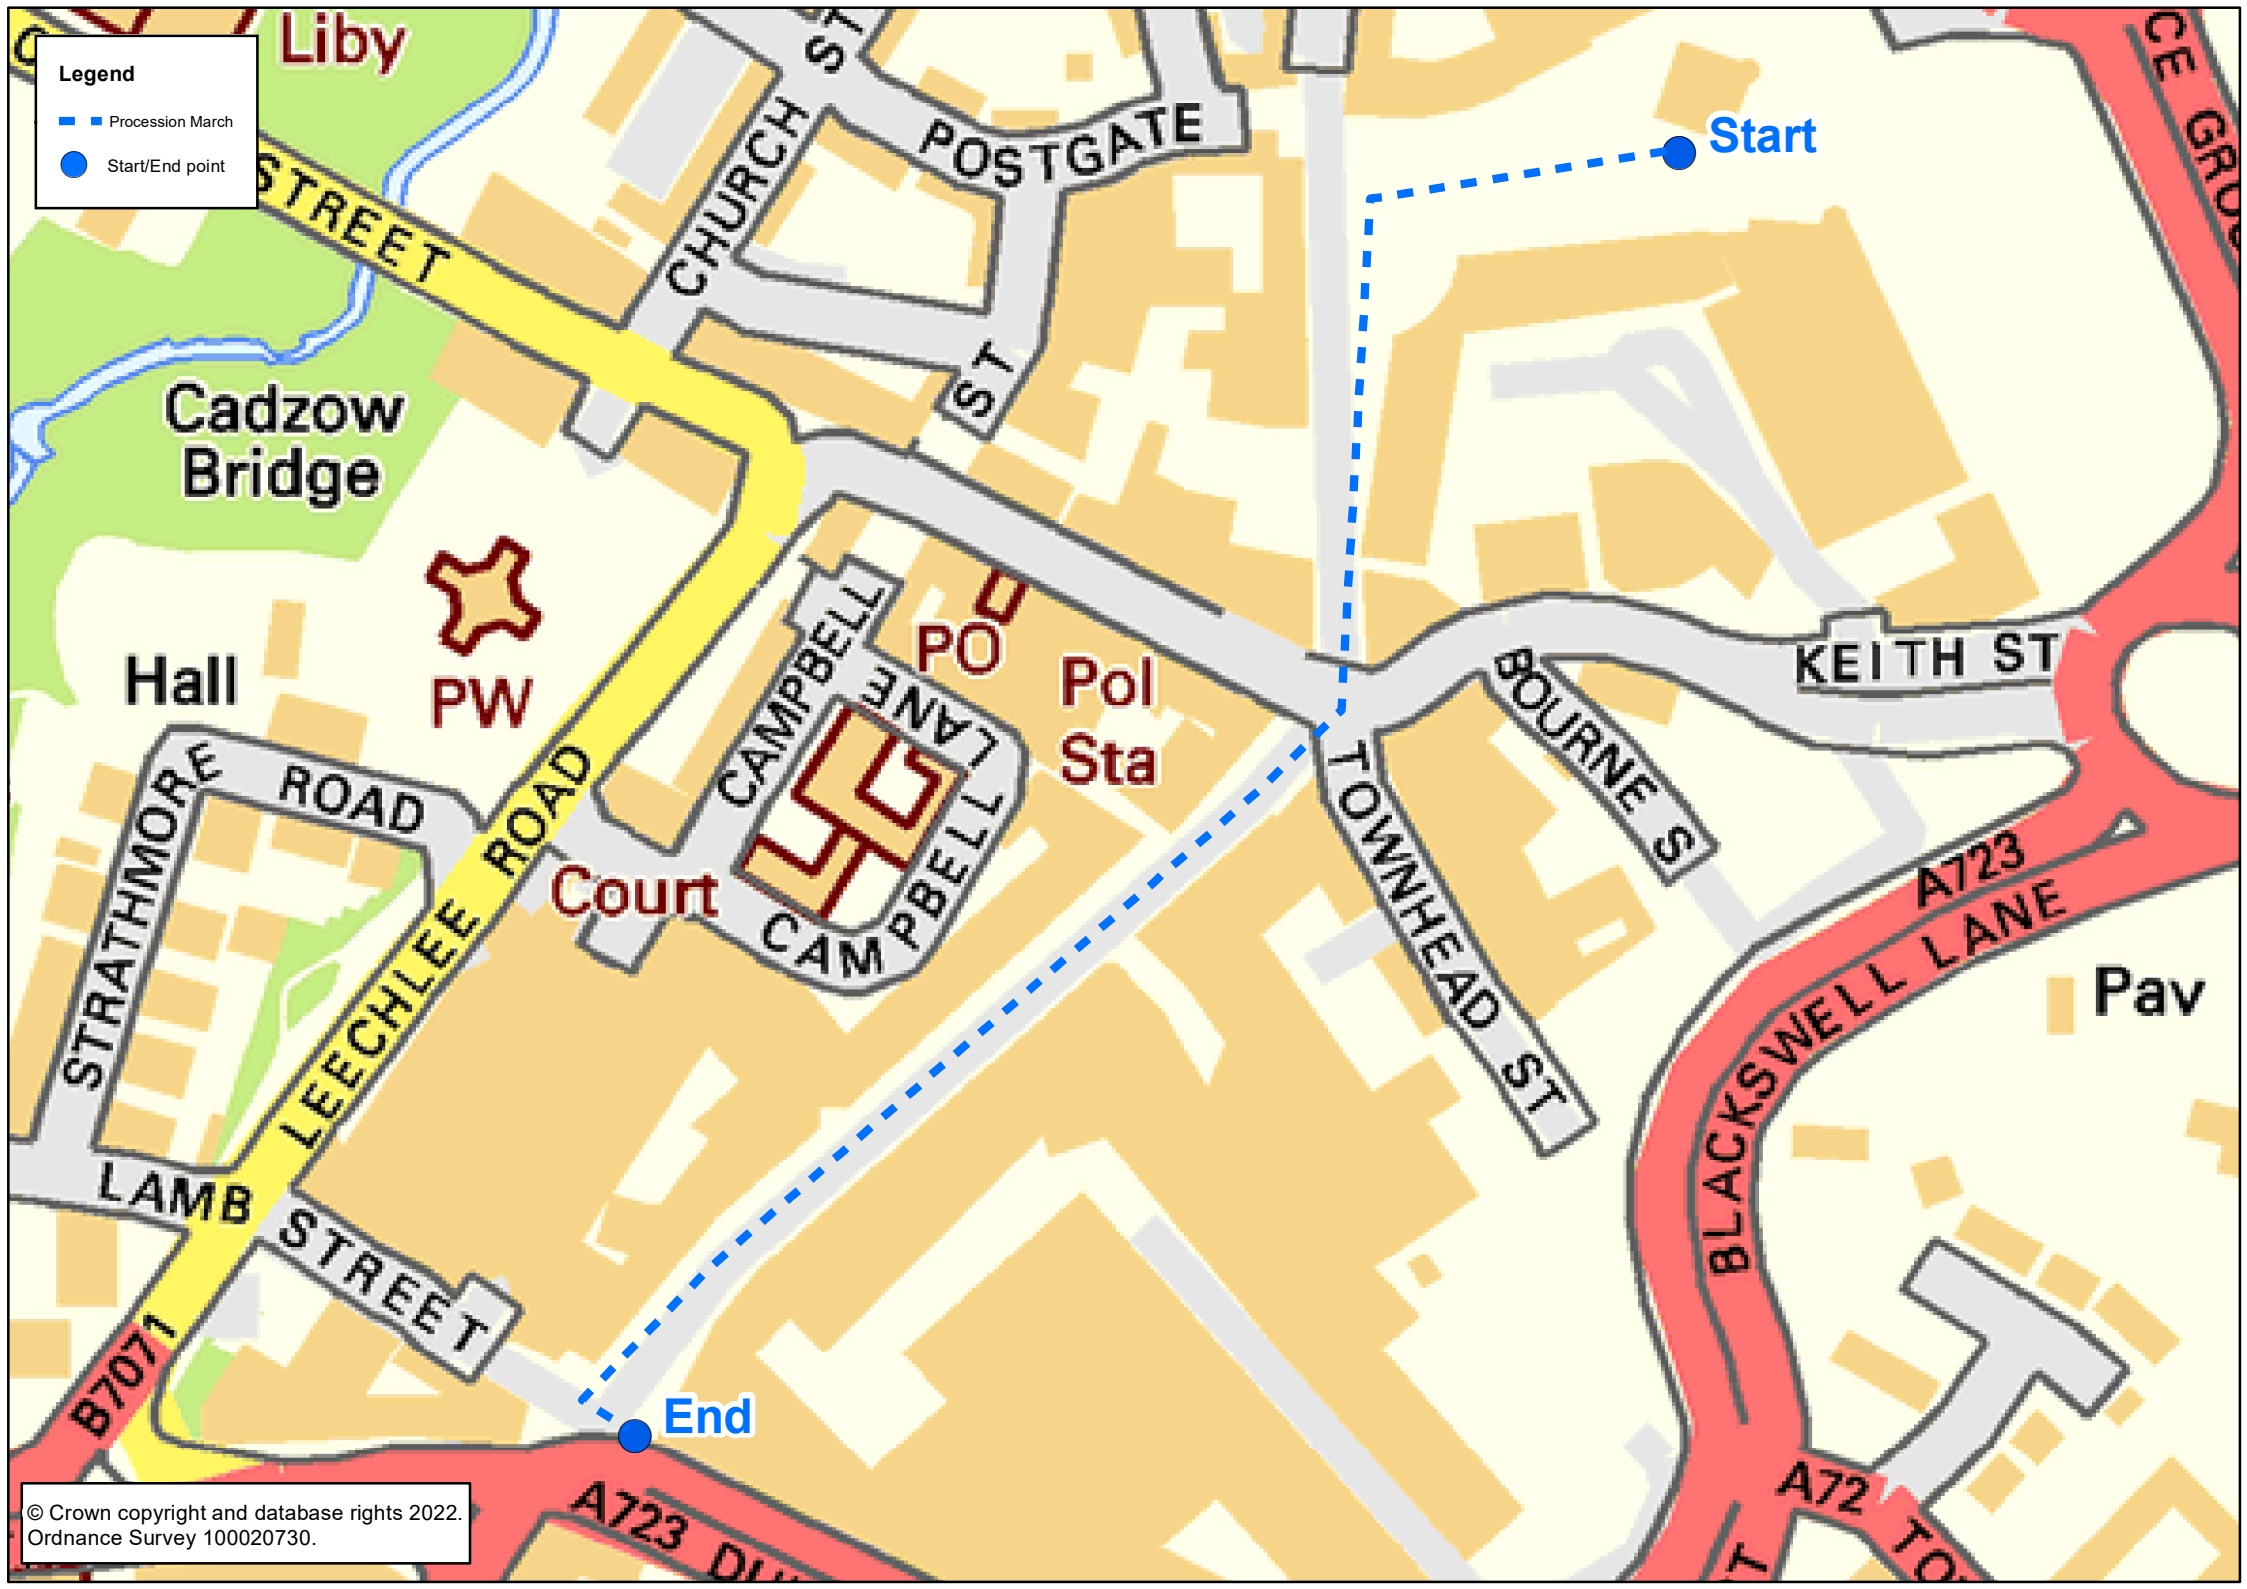 Liby
Legend
Procession March
Start/End point
STREET
CHURCH
ST
POSTGATE
ST
Start
Cadzow
Bridge
PW
Hall
PO
Pol
Sta
CAMPBELL
LANE
CAMPBELL
Court
STRATHMORE
ROAD
LEECHLEE ROAD
KEITH ST
BOURNE S
TOWNHEAD ST
A723
BLACKSWELL LANE
Pav
LAMB
STREET
B7071
End
A723
A72
© Crown copyright and database rights 2022.
Ordnance Survey 100020730.